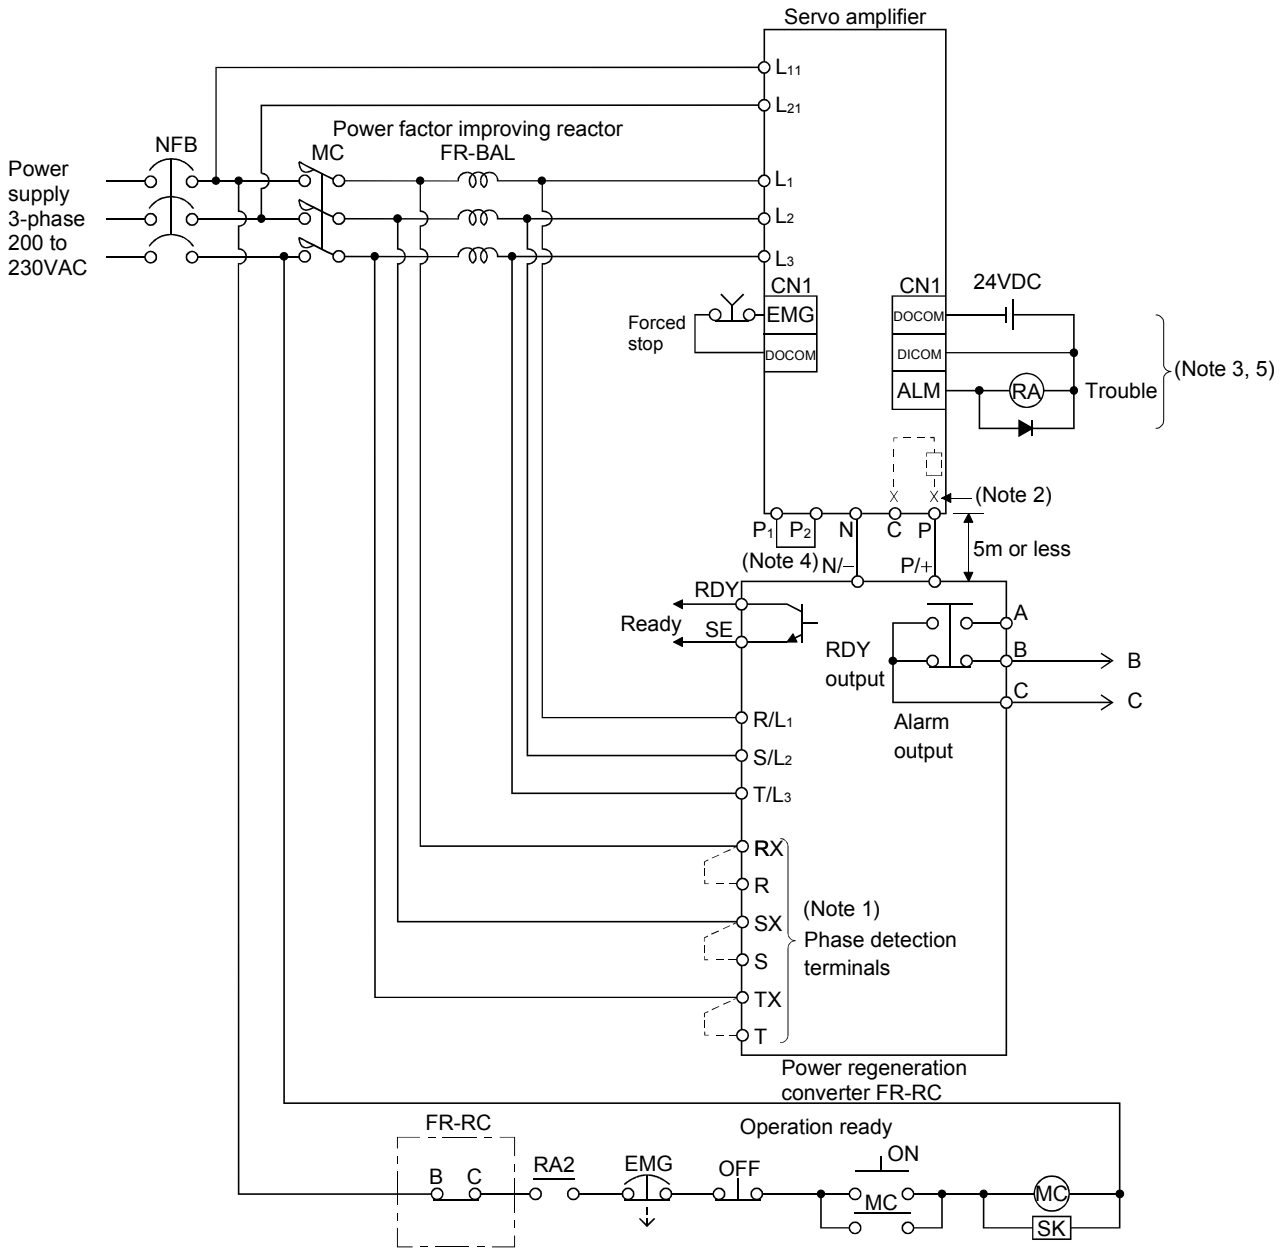 Servo amplifier
L11
L21
Power factor improving reactor
NFB
MC
FR-BAL
Power
supply
3-phase
200 to
230VAC
L1
L2
L3
CN1
CN1
24VDC
Forced
stop
EMG
DOCOM
DOCOM
DICOM
ALM
RA
Trouble
(Note 3, 5)
(Note 2)
P1
P2
N
C
P
5m or less
(Note 4)
N/−
P/+
RDY
Ready
SE
RDY
output
A
B
B
C
C
Alarm
output
R/L1
S/L2
T/L3
RX
R
(Note 1)
SX
Phase detection
terminals
S
TX
T
Power regeneration
converter FR-RC
FR-RC
Operation ready
B
C
RA2
EMG
OFF
ON
MC
MC
SK